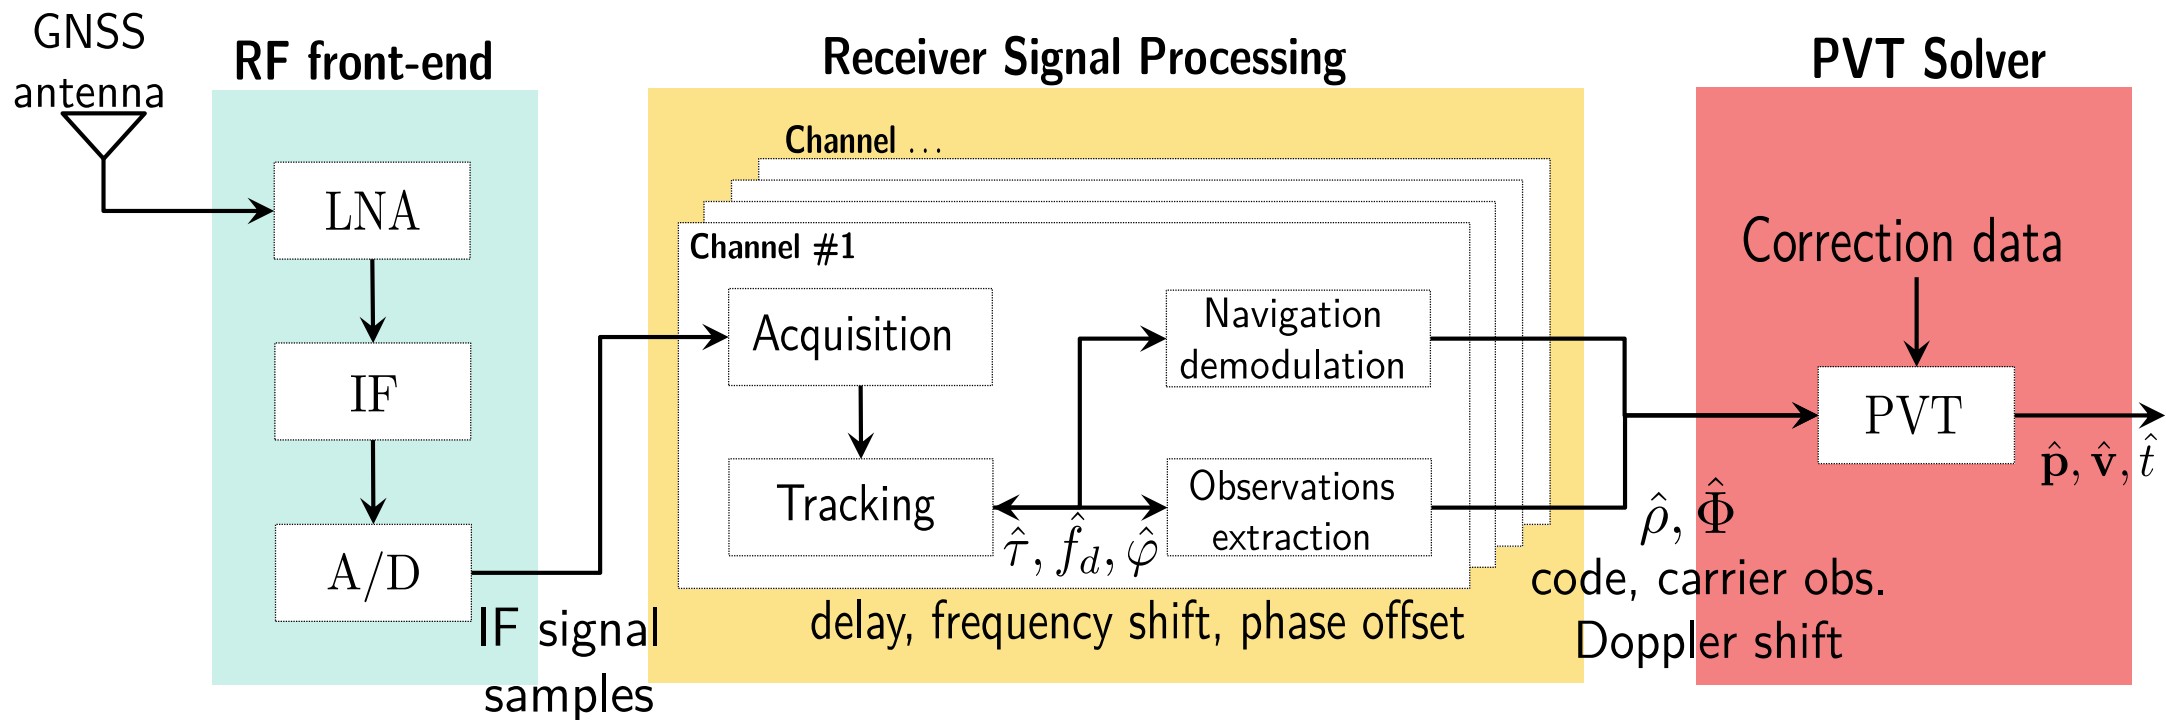 GNSS
antenna
RF front-end
LNA
IF
A/D
IF signal
samples
Receiver Signal Processing
Channel ...
Channel #1
Acquisition
Tracking
τ̂, f̂_d, φ̂
Navigation
demodulation
Observations
extraction
delay, frequency shift, phase offset
ρ̂, Φ̂
code, carrier obs.
Doppler shift
PVT Solver
Correction data
PVT
p̂, v̂, t̂